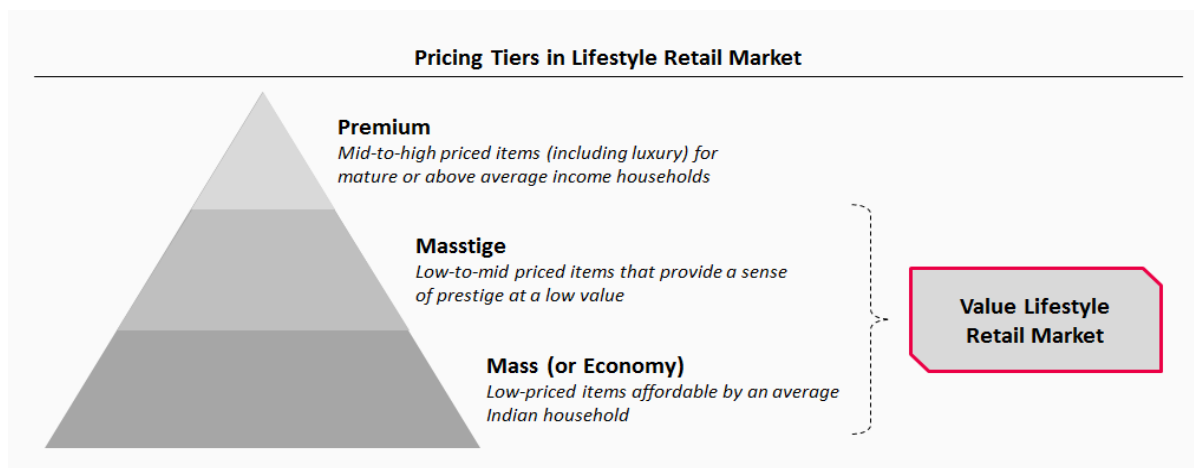 Pricing Tiers in Lifestyle Retail Market
Premium
Mid-to-high priced items (including luxury) for
mature or above average income households
Masstige
Low-to-mid priced items that provide a sense
of prestige at a low value
Mass (or Economy)
Low-priced items affordable by an average
Indian household
Value Lifestyle
Retail Market